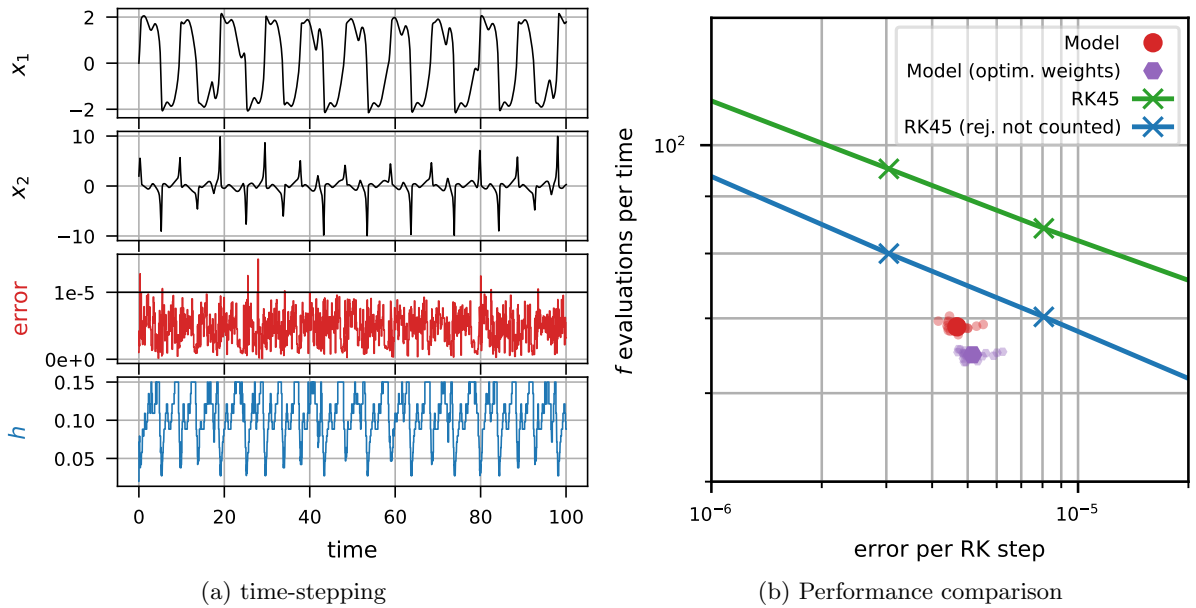 x₁
2
0
−2
x₂
10
0
−10
error
1e-5
0e+0
h
0.15
0.10
0.05
0 20 40 60 80 100
time
(a) time-stepping
f evaluations per time
10²
Model
Model (optim. weights)
RK45
RK45 (rej. not counted)
10⁻⁶ 10⁻⁵
error per RK step
(b) Performance comparison